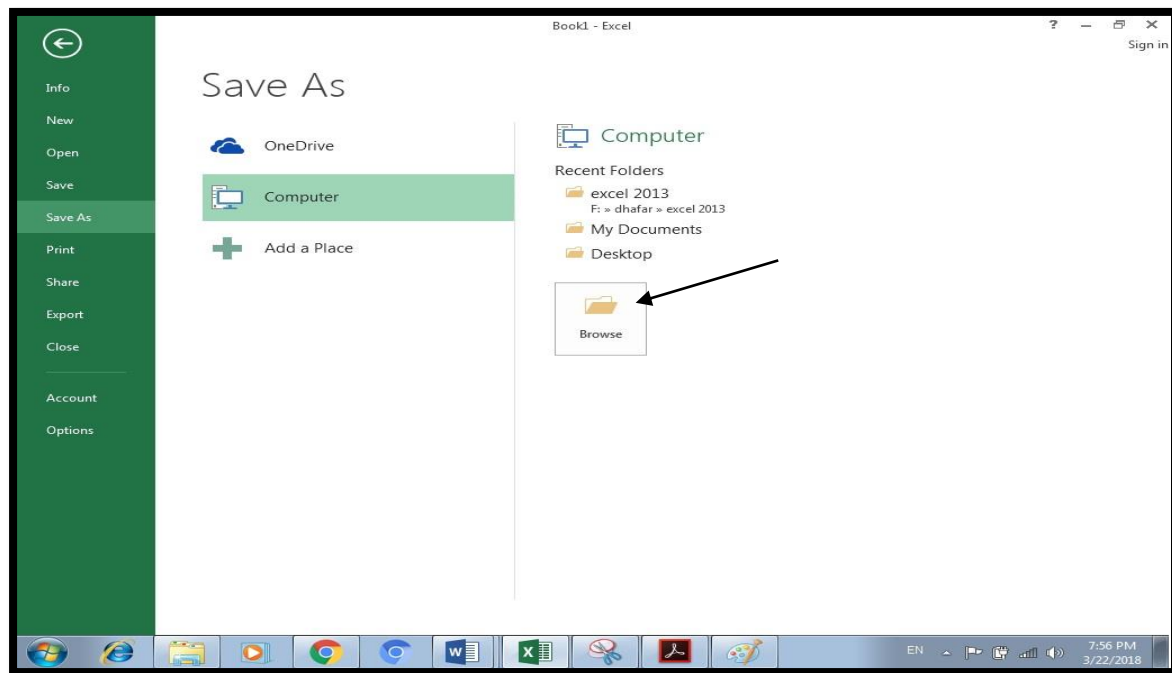 Book1 - Excel
?
Sign in
Info
New
Open
Save
Save As
Print
Share
Export
Close
Account
Options
Save As
OneDrive
Computer
Add a Place
Computer
Recent Folders
excel 2013
F: » dhafar » excel 2013
My Documents
Desktop
Browse
EN
7:56 PM
3/22/2018